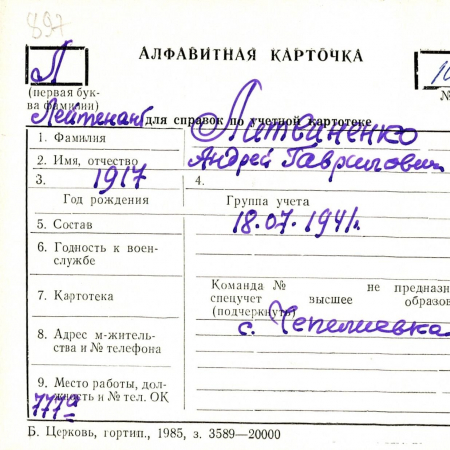 897
АЛФАВИТНАЯ КАРТОЧКА
Л
(первая бук-
ва фамилии)
№
Лейтенант
для справок по учетной картотеке
1. Фамилия Литвиненко
2. Имя, отчество Андрей Гаврилович
3. 1917
Год рождения
4.
Группа учета
5. Состав 18.07.1941г.
6. Годность к воен-
службе
7. Картотека
Команда № не предназн
спецучет высшее образов
(подчеркнуть)
8. Адрес м-житель-
ства и № телефона
с. Чепелиевка
9. Место работы, дол-
жность и № тел. ОК
777а
Б. Церковь, гортип., 1985, з. 3589—20000